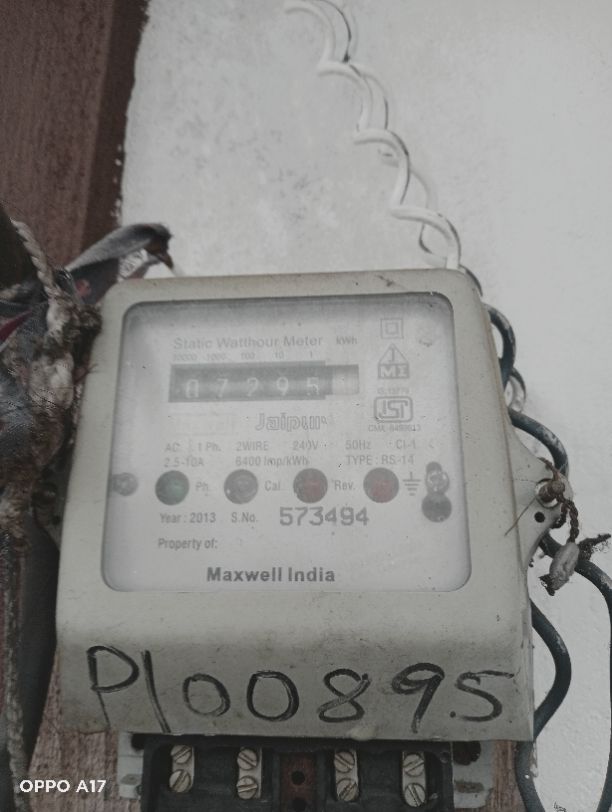 Static Watthour Meter kWh
10000 1000 100 10 1
07295
Jaipur
AC 1 Ph. 2WIRE 240V 50Hz Cl-1
2.5-10A 6400 Imp/kWh TYPE: RS-14
Ph. Cal. Rev.
Year: 2013 S.No. 573494
Property of:
Maxwell India
P/00895
OPPO A17